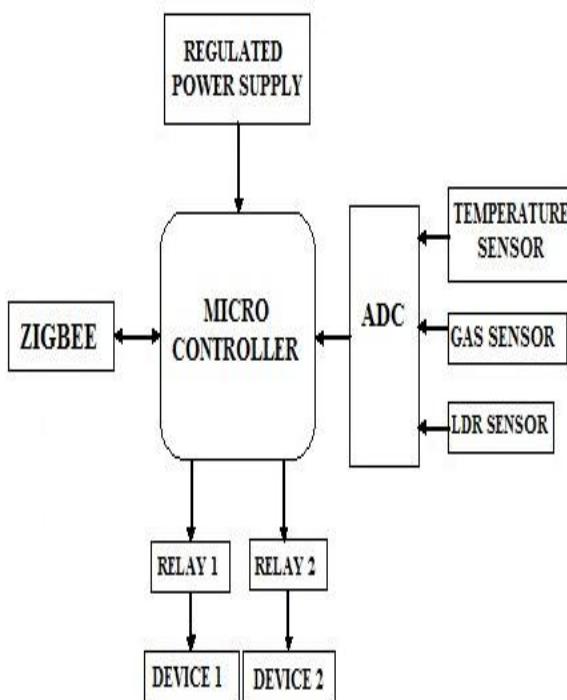 REGULATED
POWER SUPPLY
TEMPERATURE
SENSOR
MICRO
CONTROLLER
ADC
ZIGBEE
GAS SENSOR
LDR SENSOR
RELAY 1
RELAY 2
DEVICE 1
DEVICE 2